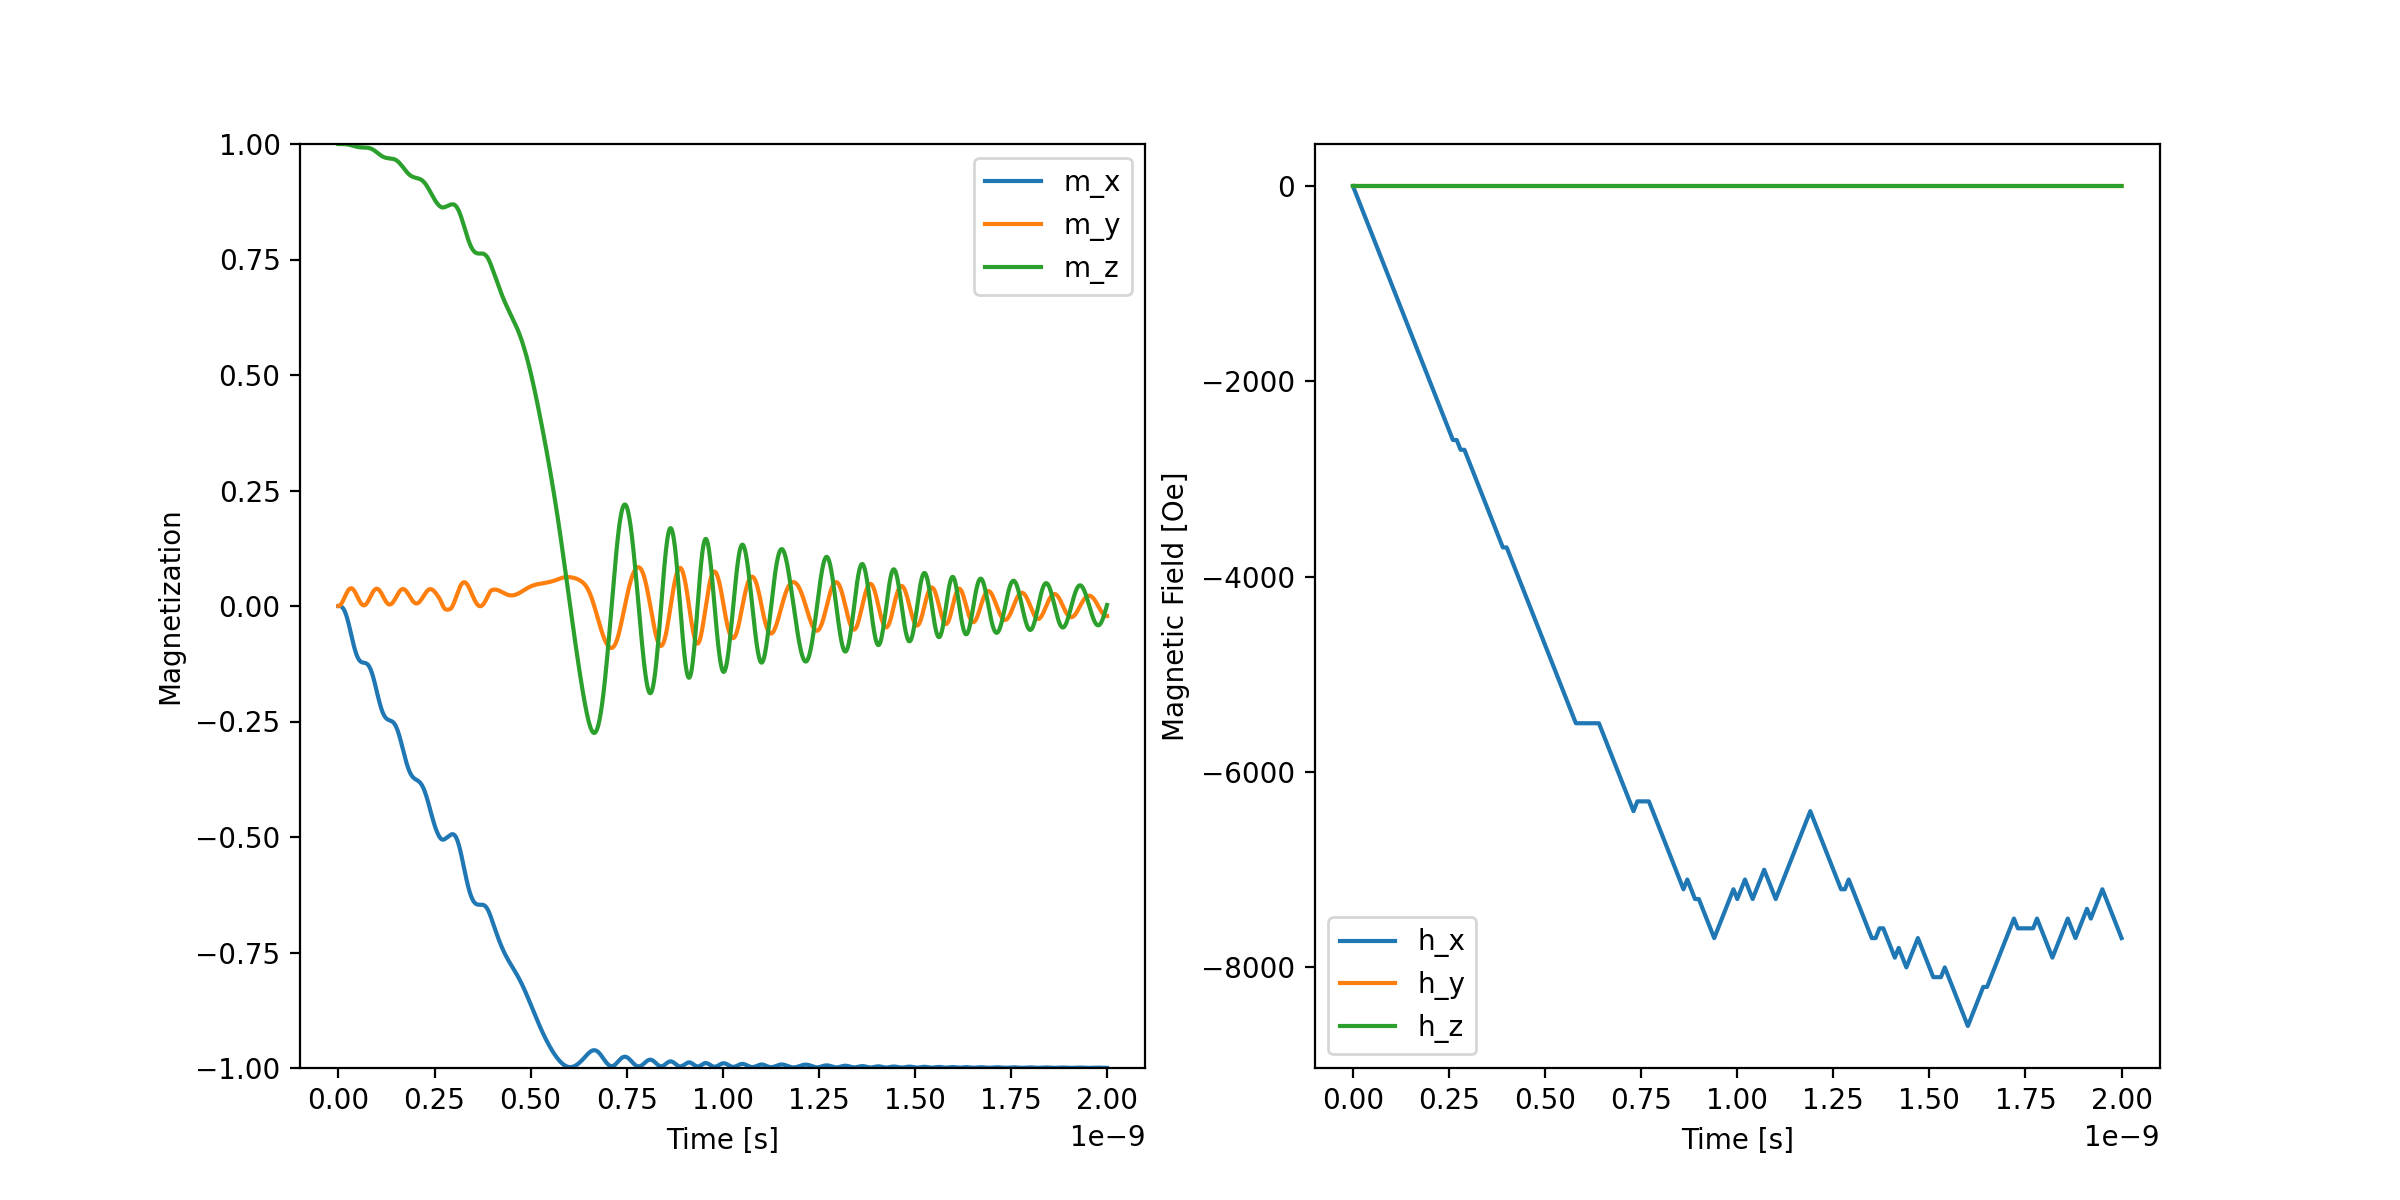 Magnetization
1.00
0.75
0.50
0.25
0.00
−0.25
−0.50
−0.75
−1.00
m_x
m_y
m_z
0.00 0.25 0.50 0.75 1.00 1.25 1.50 1.75 2.00
Time [s]
1e−9
Magnetic Field [Oe]
0
−2000
−4000
−6000
−8000
h_x
h_y
h_z
0.00 0.25 0.50 0.75 1.00 1.25 1.50 1.75 2.00
Time [s]
1e−9